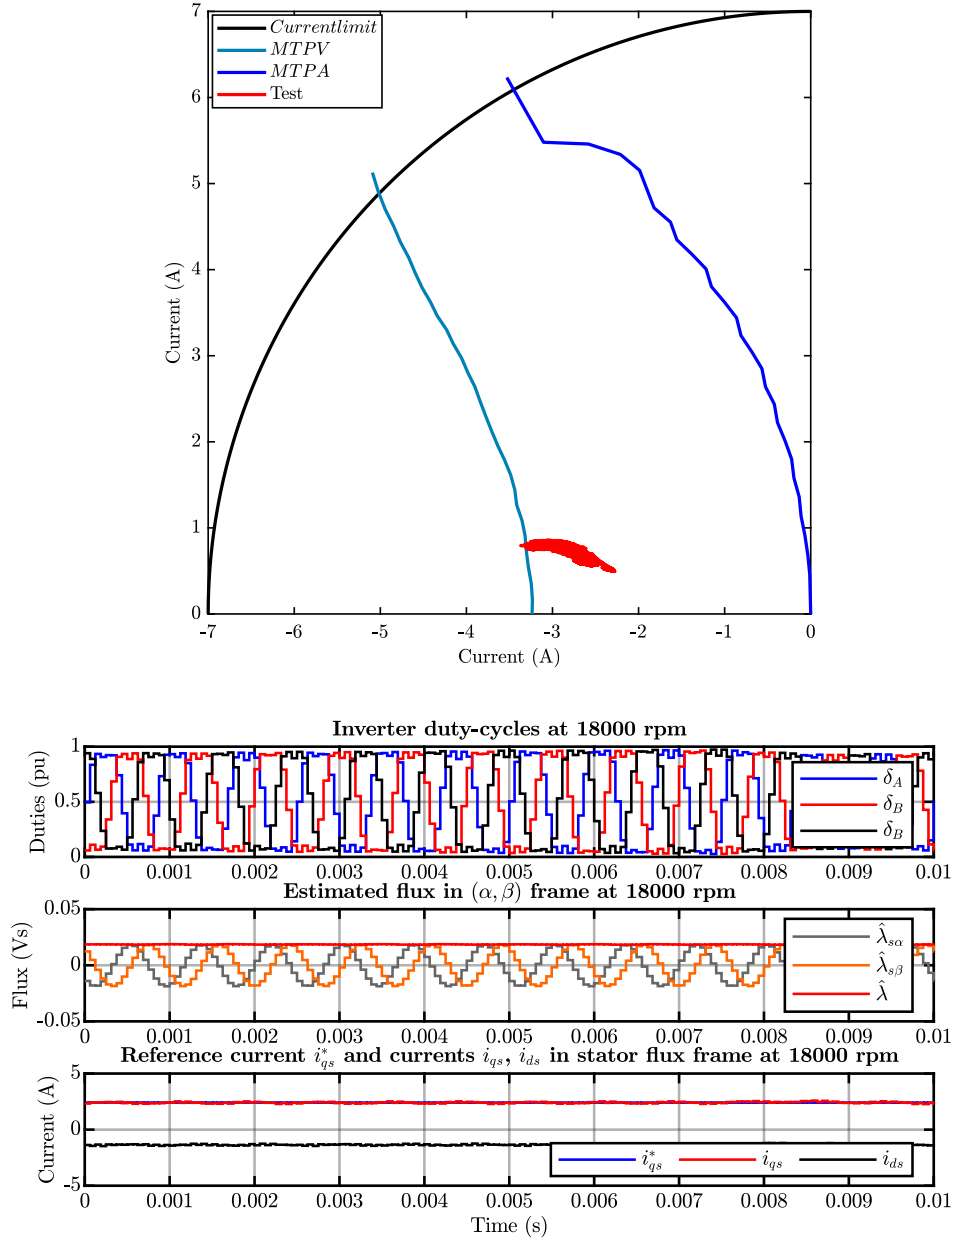 7
6
5
4
3
2
1
0
Current (A)
Currentlimit
MTPV
MTPA
Test
-7 -6 -5 -4 -3 -2 -1 0
Current (A)
Inverter duty-cycles at 18000 rpm
1
0.5
0
Duties (pu)
δ_A
δ_B
δ_B
0 0.001 0.002 0.003 0.004 0.005 0.006 0.007 0.008 0.009 0.01
Estimated flux in (α, β) frame at 18000 rpm
0.05
0
-0.05
Flux (Vs)
λ̂_sα
λ̂_sβ
λ̂
0 0.001 0.002 0.003 0.004 0.005 0.006 0.007 0.008 0.009 0.01
Reference current i*_qs and currents i_qs, i_ds in stator flux frame at 18000 rpm
5
0
-5
Current (A)
i*_qs i_qs i_ds
0 0.001 0.002 0.003 0.004 0.005 0.006 0.007 0.008 0.009 0.01
Time (s)